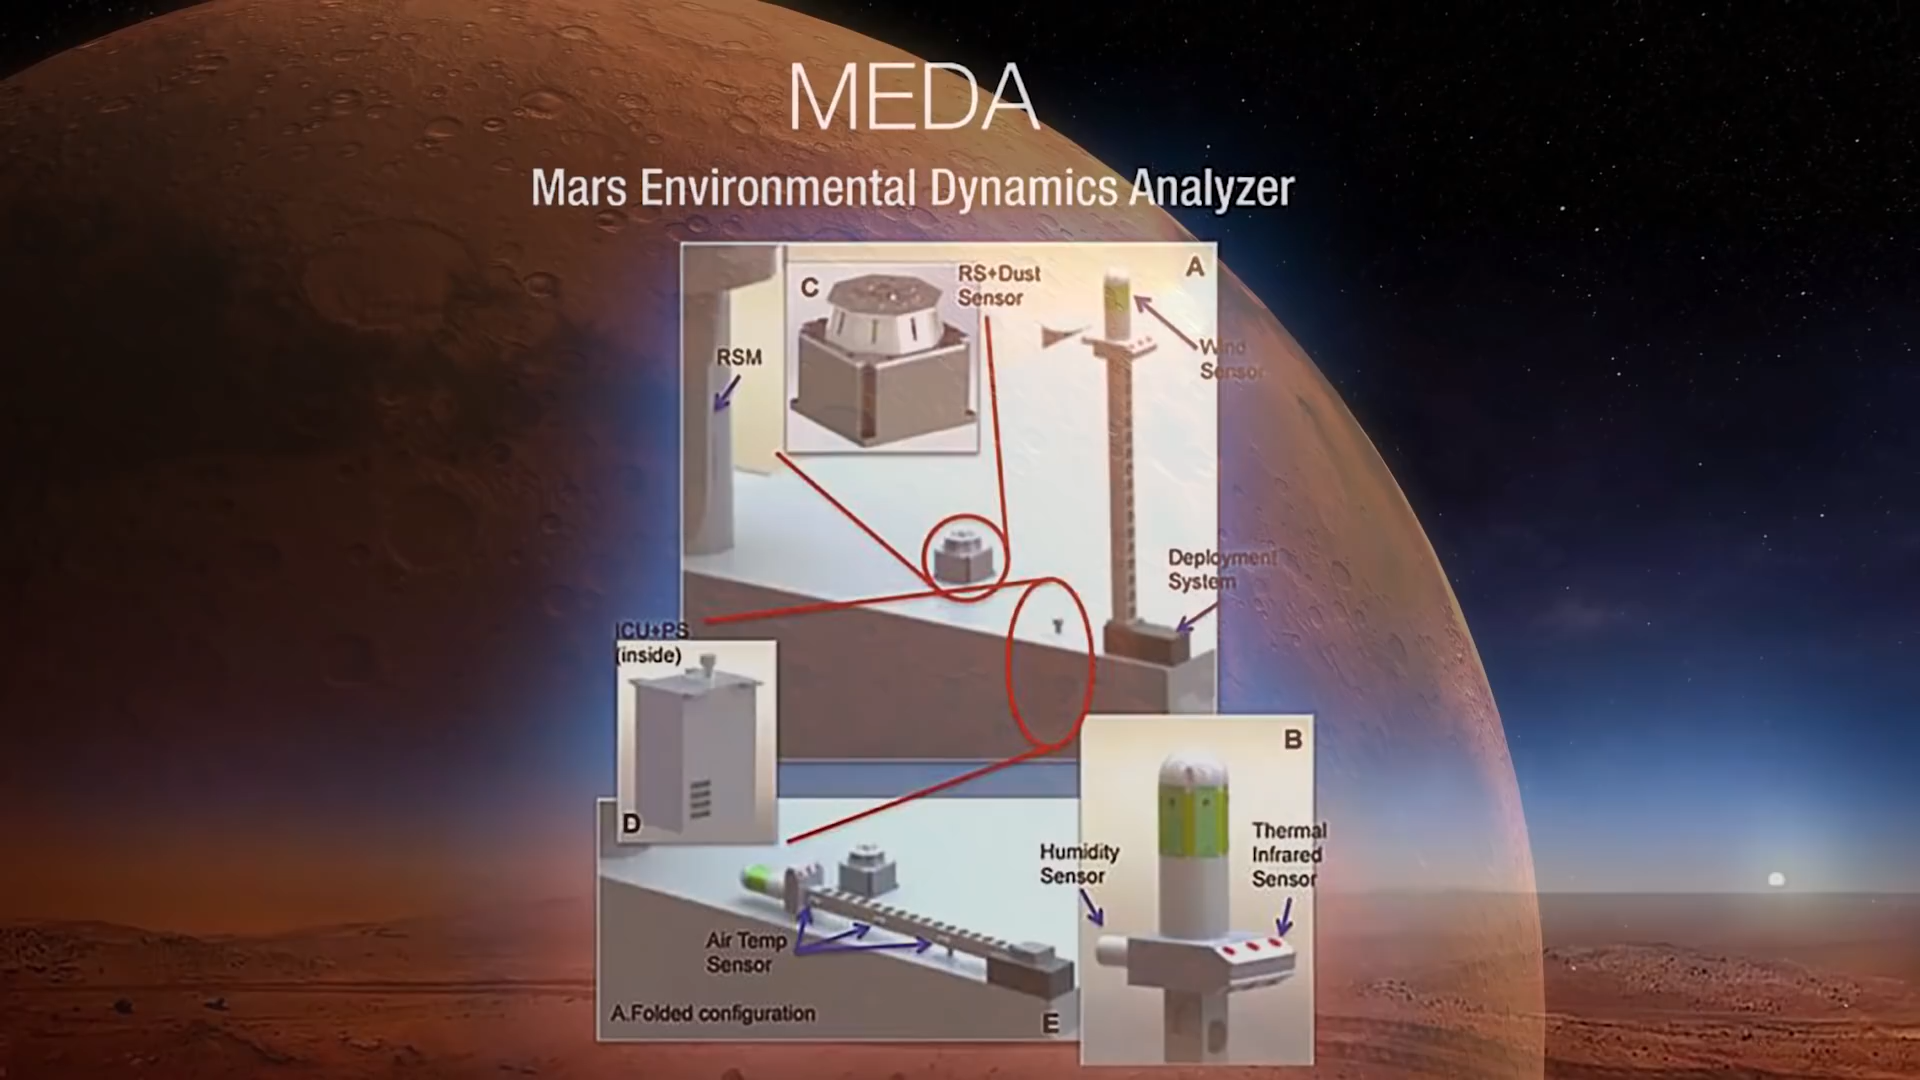 MEDA
Mars Environmental Dynamics Analyzer
C
RS+Dust
Sensor
A
Wind
Sensor
RSM
Deployment
System
ICU+PS
(inside)
D
B
Humidity
Sensor
Thermal
Infrared
Sensor
Air Temp
Sensor
A.Folded configuration
E